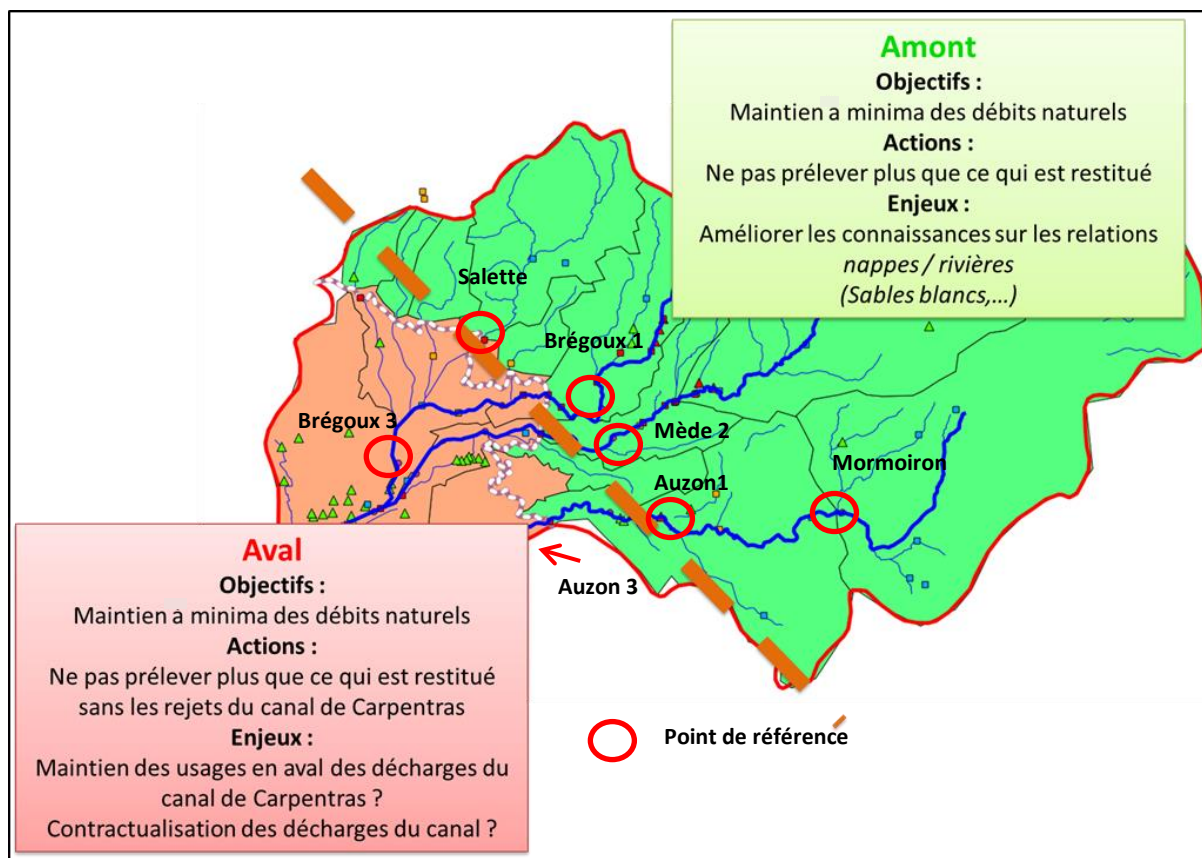 Amont
Objectifs :
Maintien a minima des débits naturels
Actions :
Ne pas prélever plus que ce qui est restitué
Enjeux :
Améliorer les connaissances sur les relations
nappes / rivières
(Sables blancs,...)
Salette
Brégoux 1
Brégoux 3
Mède 2
Mormoiron
Auzon1
Auzon 3
Aval
Objectifs :
Maintien a minima des débits naturels
Actions :
Ne pas prélever plus que ce qui est restitué
sans les rejets du canal de Carpentras
Enjeux :
Maintien des usages en aval des décharges du
canal de Carpentras ?
Contractualisation des décharges du canal ?
Point de référence